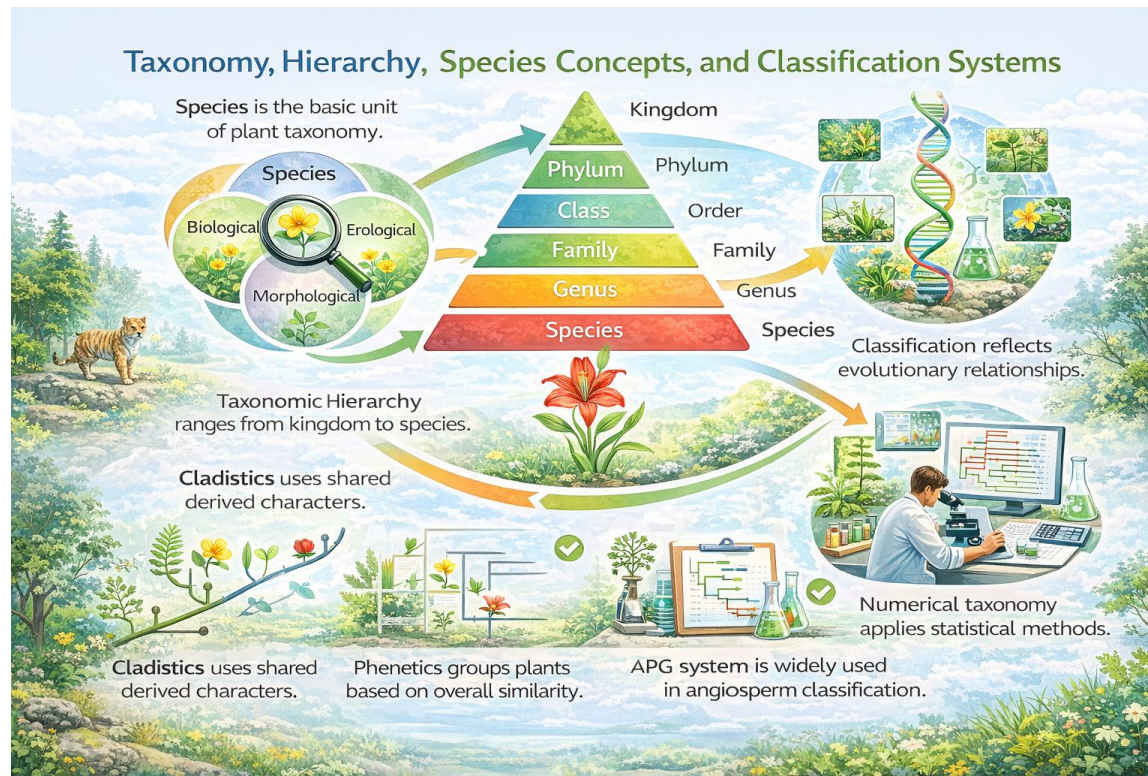 Taxonomy, Hierarchy, Species Concepts, and Classification Systems
Species is the basic unit
of plant taxonomy.
Species
Biological
Erological
Morphological
Kingdom
Phylum
Phylum
Class
Order
Family
Family
Genus
Genus
Species
Species
Classification reflects
evolutionary relationships.
Taxonomic Hierarchy
ranges from kingdom to species.
Cladistics uses shared
derived characters.
Numerical taxonomy
applies statistical methods.
Cladistics uses shared
derived characters.
Phenetics groups plants
based on overall similarity.
APG system is widely used
in angiosperm classification.